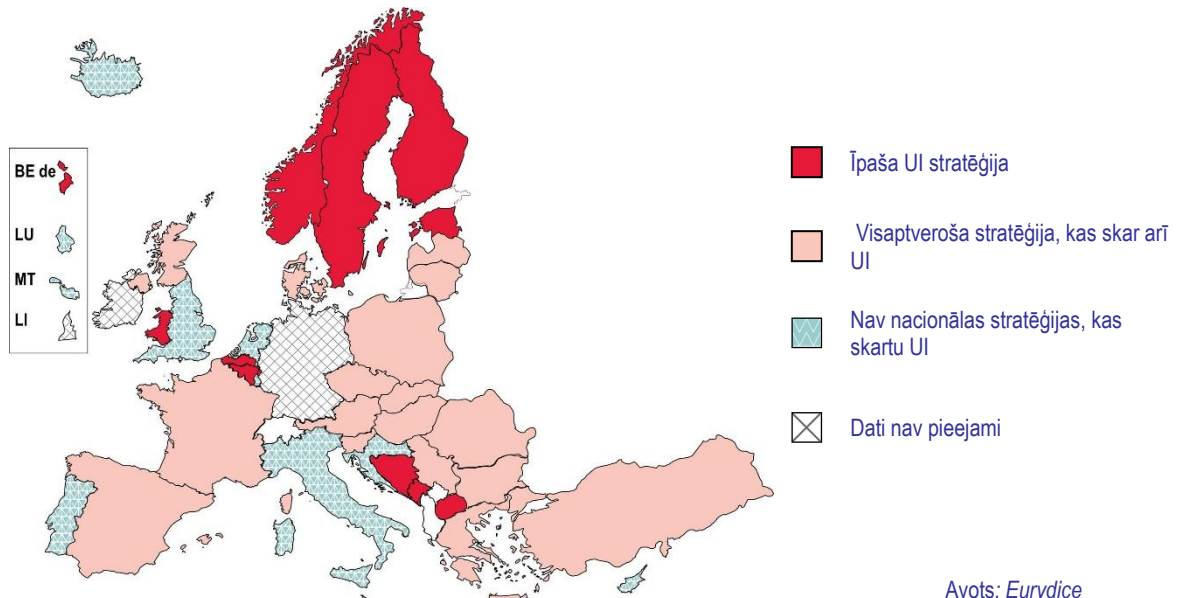 BE de
LU
MT
LI
Īpaša UI stratēģija
Visaptveroša stratēģija, kas skar arī
UI
Nav nacionālas stratēģijas, kas
skartu UI
Dati nav pieejami
Avots: Eurydice